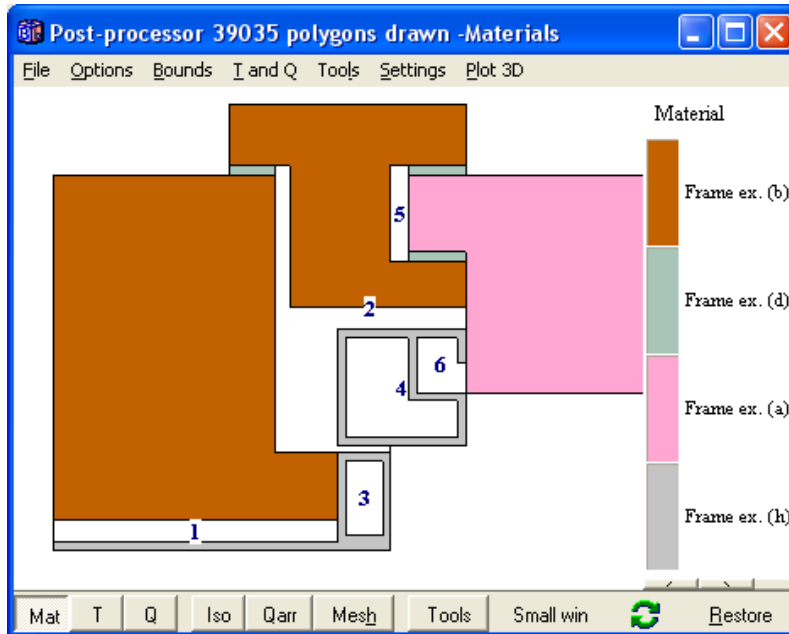 Post-processor 39035 polygons drawn -Materials
File Options Bounds T and Q Tools Settings Plot 3D
Material
Frame ex. (b)
5
Frame ex. (d)
2
6
4
Frame ex. (a)
3
Frame ex. (h)
1
Mat T Q Iso Qarr Mesh Tools Small win Restore